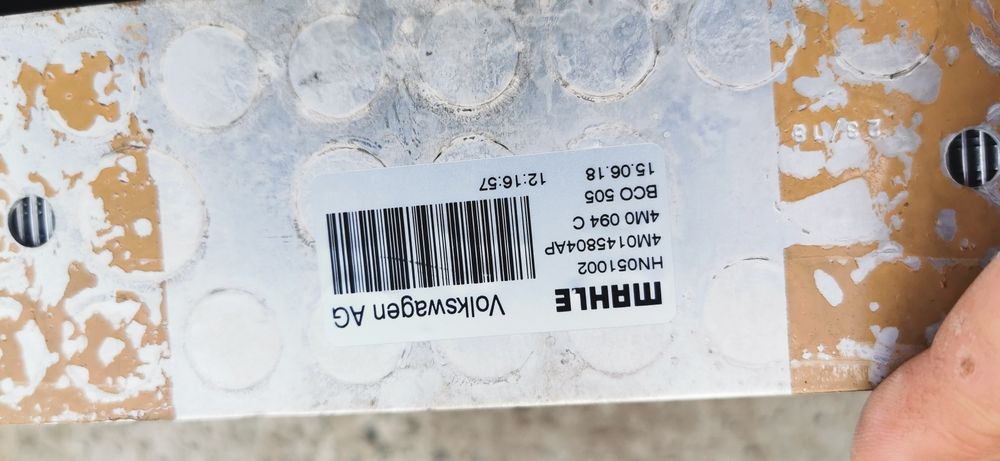 MAHLE Volkswagen AG
HN051002
4M0145804AP
4M0 094 C
BCO 505
15.06.18 12:16:57